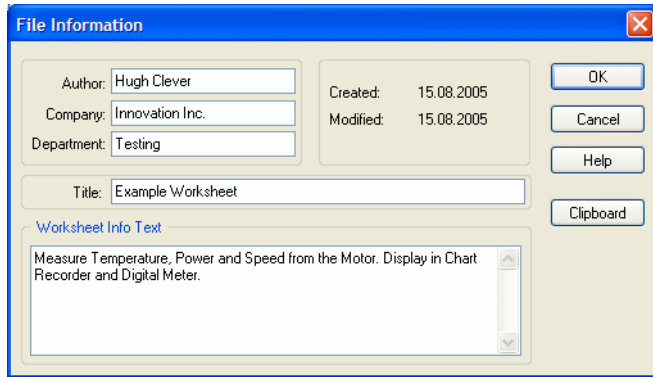 File Information
Author: Hugh Clever
Company: Innovation Inc.
Department: Testing
Created: 15.08.2005
Modified: 15.08.2005
OK
Cancel
Help
Clipboard
Title: Example Worksheet
Worksheet Info Text
Measure Temperature, Power and Speed from the Motor. Display in Chart
Recorder and Digital Meter.